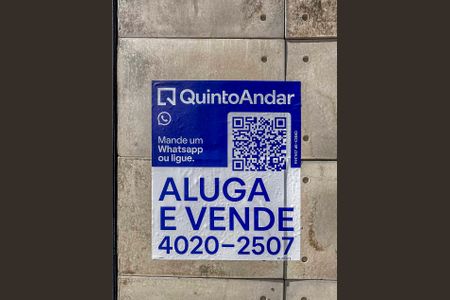 QuintoAndar
Mande um
Whatsapp
ou ligue.
ALUGA
E VENDE
4020-2507